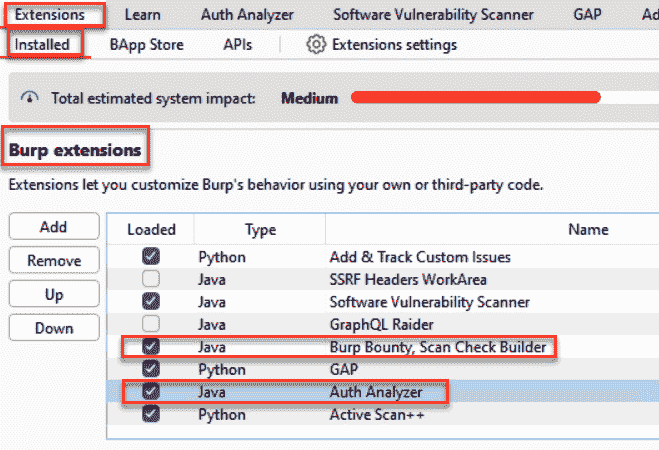 Extensions Learn Auth Analyzer Software Vulnerability Scanner GAP
Installed BApp Store APIs Extensions settings
Total estimated system impact: Medium
Burp extensions
Extensions let you customize Burp's behavior using your own or third-party code.
Add Loaded Type Name
Python Add & Track Custom Issues
Remove Java SSRF Headers WorkArea
Up Java Software Vulnerability Scanner
Down Java GraphQL Raider
Java Burp Bounty, Scan Check Builder
Python GAP
Java Auth Analyzer
Python Active Scan++